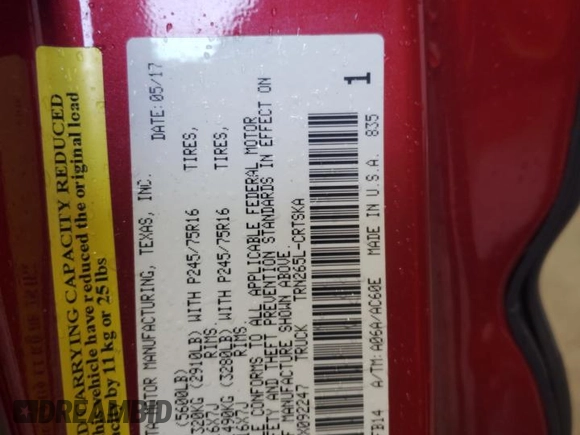 CARRYING CAPACITY REDUCED
vehicle have reduced the original load
by 11 kg or 25 lbs
MOTOR MANUFACTURING, TEXAS, INC. DATE: 05/17
(5600LB)
(2910LB) WITH P245/75R16 TIRES,
RIMS,
(3280LB) WITH P245/75R16 TIRES,
RIMS.
CONFORMS TO ALL APPLICABLE FEDERAL MOTOR
SAFETY AND THEFT PREVENTION STANDARDS IN EFFECT ON
OF MANUFACTURE SHOWN ABOVE.
X092247 TRUCK TRN265L-CRTSKA 1
A/TM: A06A/AC60E MADE IN U.S.A. 835
DREAMBID